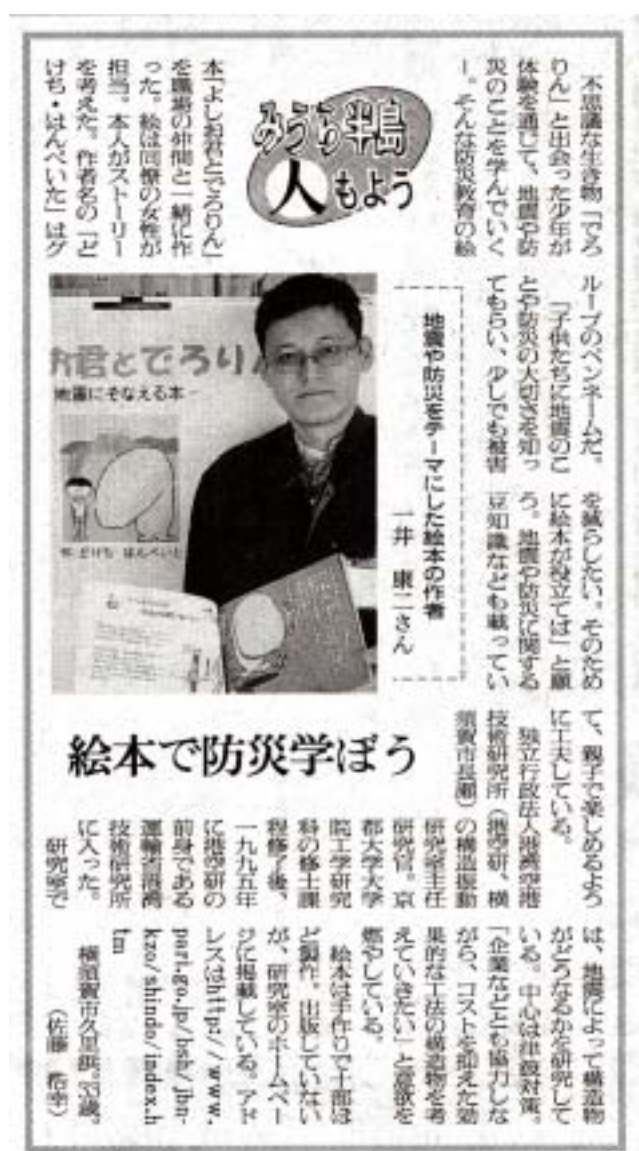 みうら半島
人もよう
不思議な生き物「でろ
りん」と出会った少年が
体験を通じて、地震や防
災のことを学んでいく
ー。そんな防災教育の絵
本「よしお君とでろりん」
を職場の仲間と一緒に作
った。絵は同僚の女性が
担当。本人がストーリー
を考えた。作者名の「ど
けち・はんぺいた」はグ
ループのペンネームだ。
「子供たちに地震のこ
とや防災の大切さを知っ
てもらい、少しでも被害
を減らしたい。そのため
に絵本が役立てば」と願
う。地震や防災に関する
豆知識なども載ってい
て、親子で楽しめるよう
に工夫している。
独立行政法人港湾空港
技術研究所(港空研、横
須賀市長瀬)の構造振動
研究室主任
研究官。京
都大学大学
院工学研究
科の修士課
程修了後、
一九九五年
に港空研の
前身である
運輸省港湾
技術研究所
に入った。
研究室で
は、地震によって構造物
がどうなるかを研究して
いる。中心は津波対策。
「企業などとも協力しな
がら、コストを抑えた効
果的な工法の構造物を考
えていきたい」と意欲を
燃やしている。
絵本は手作りで十部ほ
ど製作。出版していない
が、研究室のホームペー
ジに掲載している。アド
レスはhttp://www.
pari.go.jp/bsh/jbn-
kzo/shindo/index.h
tm
横須賀市久里浜。33歳。
(佐藤 浩幸)
地震や防災をテーマにした絵本の作者
一井 康二さん
お君とでろりん
地震にそなえる本
作 どけち はんぺいた
絵本で防災学ぼう